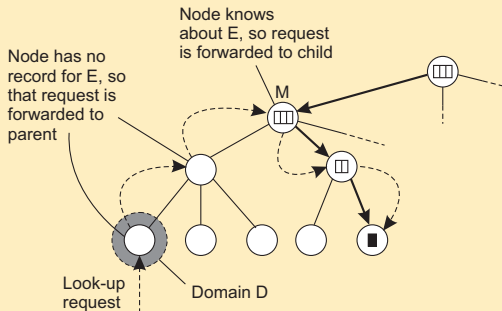 Node knows
about E, so request
is forwarded to child
Node has no
record for E, so
that request is
forwarded to
parent
M
Look-up
request
Domain D